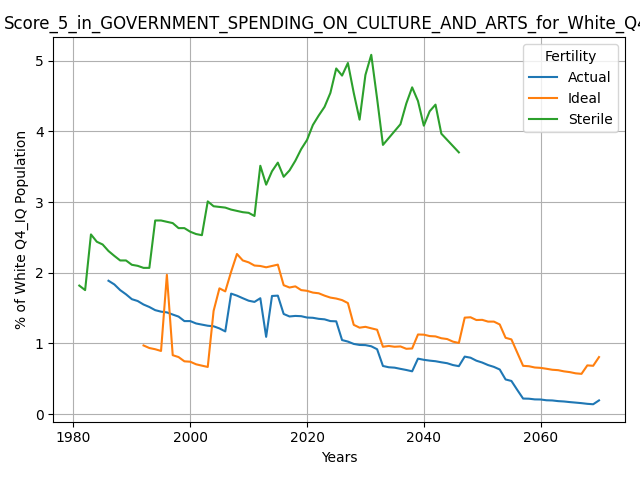 Score_5_in_GOVERNMENT_SPENDING_ON_CULTURE_AND_ARTS_for_White_Q4
Fertility
Actual
Ideal
Sterile
% of White Q4_IQ Population
5
4
3
2
1
0
1980 2000 2020 2040 2060
Years